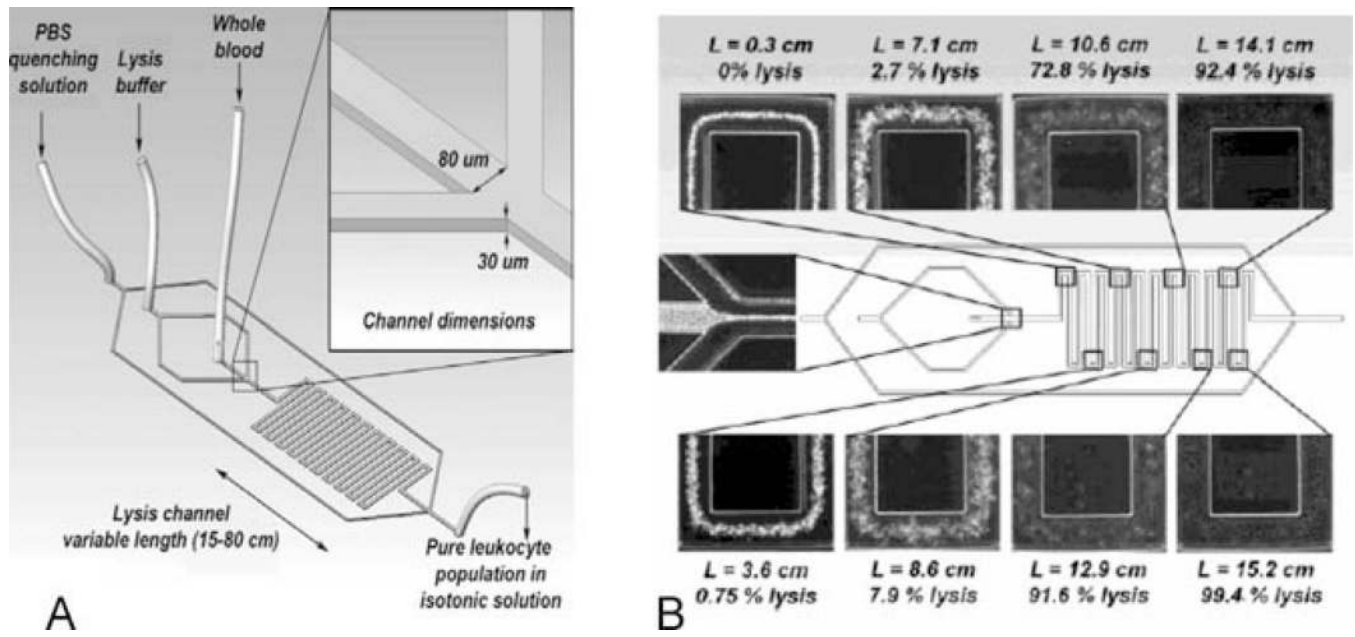 PBS
quenching
solution
Lysis
buffer
Whole
blood
80 um
30 um
Channel dimensions
Lysis channel
variable length (15-80 cm)
Pure leukocyte
population in
isotonic solution
A
B
L = 0.3 cm
0% lysis
L = 7.1 cm
2.7 % lysis
L = 10.6 cm
72.8 % lysis
L = 14.1 cm
92.4 % lysis
L = 3.6 cm
0.75 % lysis
L = 8.6 cm
7.9 % lysis
L = 12.9 cm
91.6 % lysis
L = 15.2 cm
99.4 % lysis